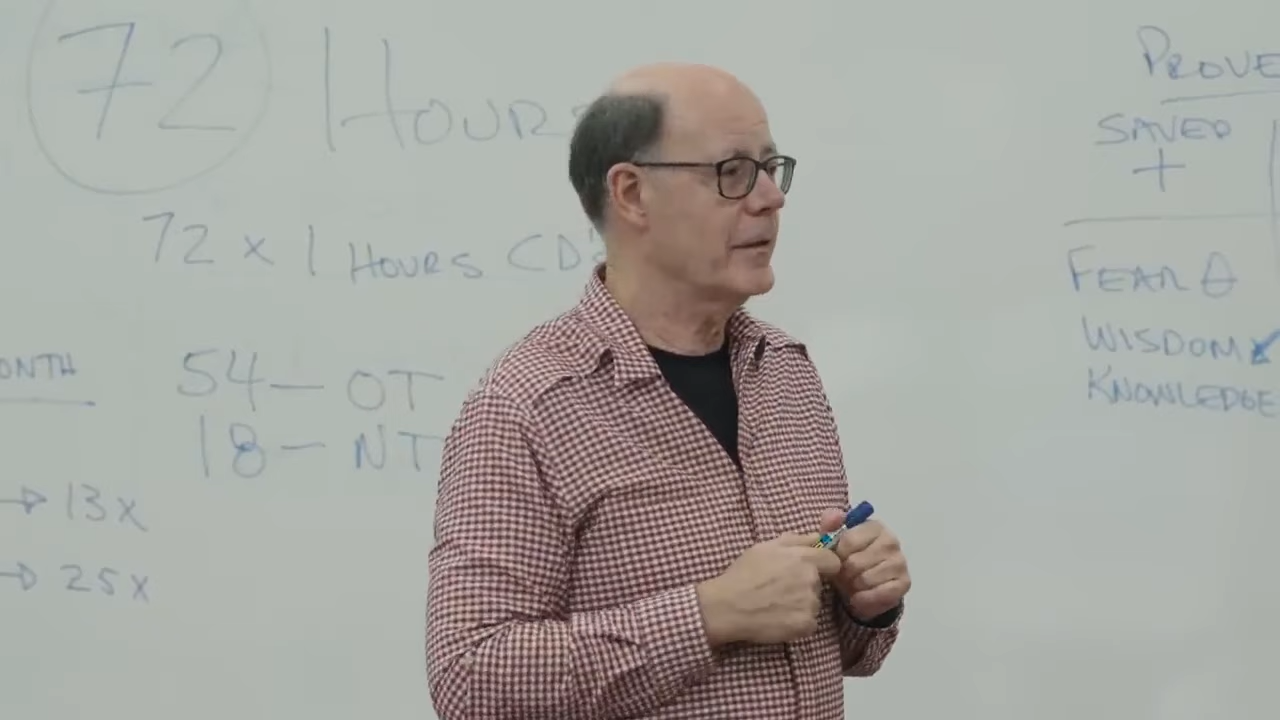 72 HOURS
72 x 1 HOURS CD's
ONTH
54 — OT
18 — NT
→ 13x
→ 25x
PROVE
SAVED
+
FEAR θ
WISDOM
KNOWLEDGE